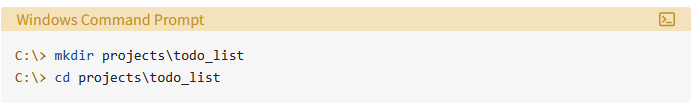 Windows Command Prompt
C:\> mkdir projects\todo_list
C:\> cd projects\todo_list